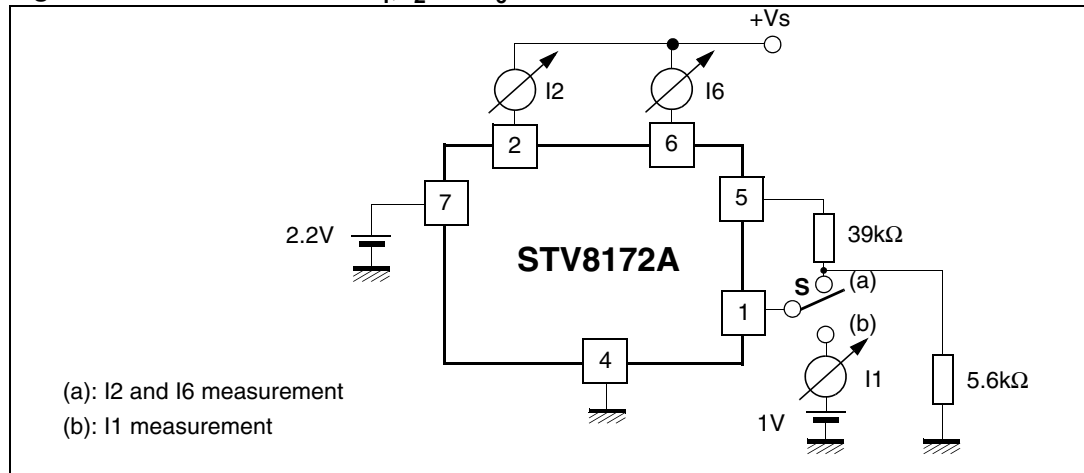 +Vs
I2
I6
2
6
7
5
2.2V
39kΩ
STV8172A
S
(a)
1
(b)
4
I1
5.6kΩ
(a): I2 and I6 measurement
1V
(b): I1 measurement